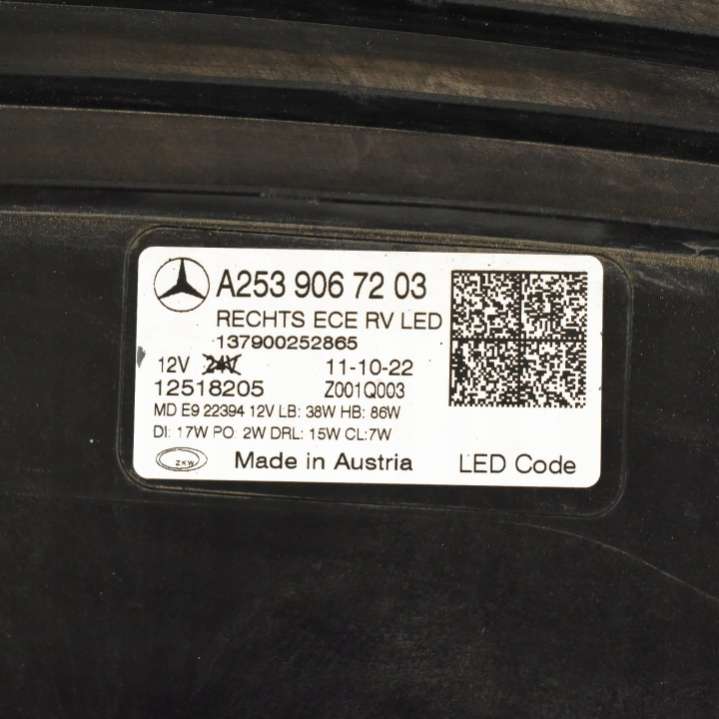 A253 906 72 03
RECHTS ECE RV LED
137900252865
12V 24V 11-10-22
12518205 Z001Q003
MD E9 22394 12V LB: 38W HB: 86W
DI: 17W PO: 2W DRL: 15W CL:7W
ZKW Made in Austria LED Code